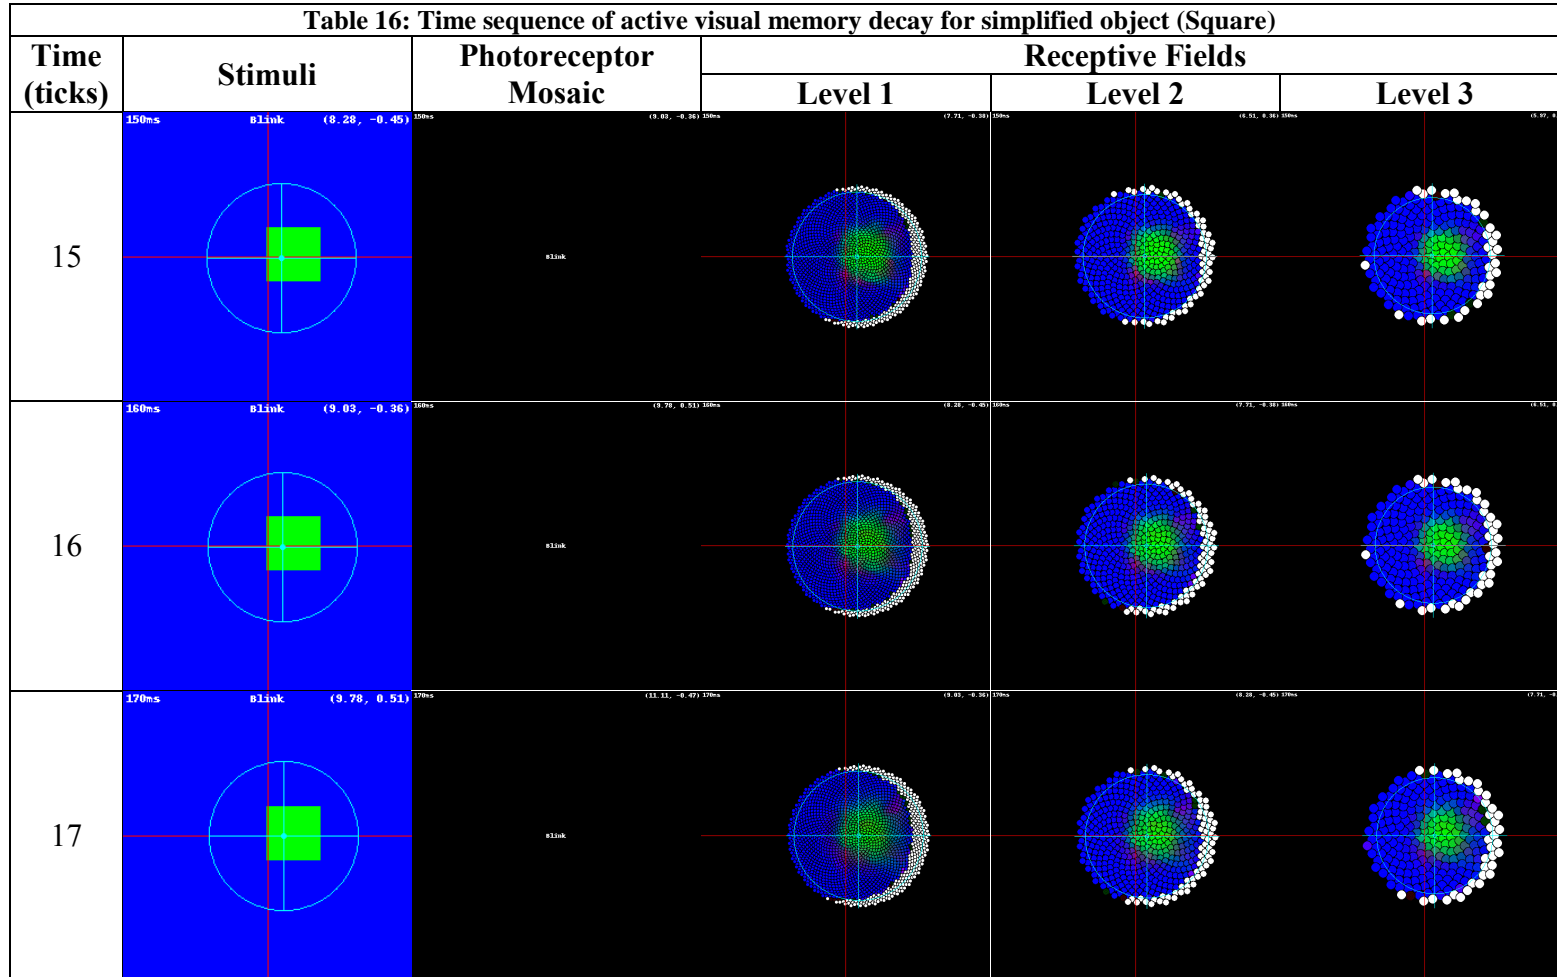 Table 16: Time sequence of active visual memory decay for simplified object (Square)
Time (ticks)
Stimuli
Photoreceptor Mosaic
Receptive Fields
Level 1
Level 2
Level 3
15
150ms Blink (8.28, -0.45)
150ms (9.03, -0.36)
Blink
150ms (7.71, -0.38)
150ms (6.51, 0.36)
150ms (5.97, 0.
16
160ms Blink (9.03, -0.36)
160ms (9.78, 0.51)
Blink
160ms (8.28, -0.45)
160ms (7.71, -0.38)
160ms (6.51, 0.
17
170ms Blink (9.78, 0.51)
170ms (11.11, -0.47)
Blink
170ms (9.03, -0.36)
170ms (8.28, -0.45)
170ms (7.71, -0.